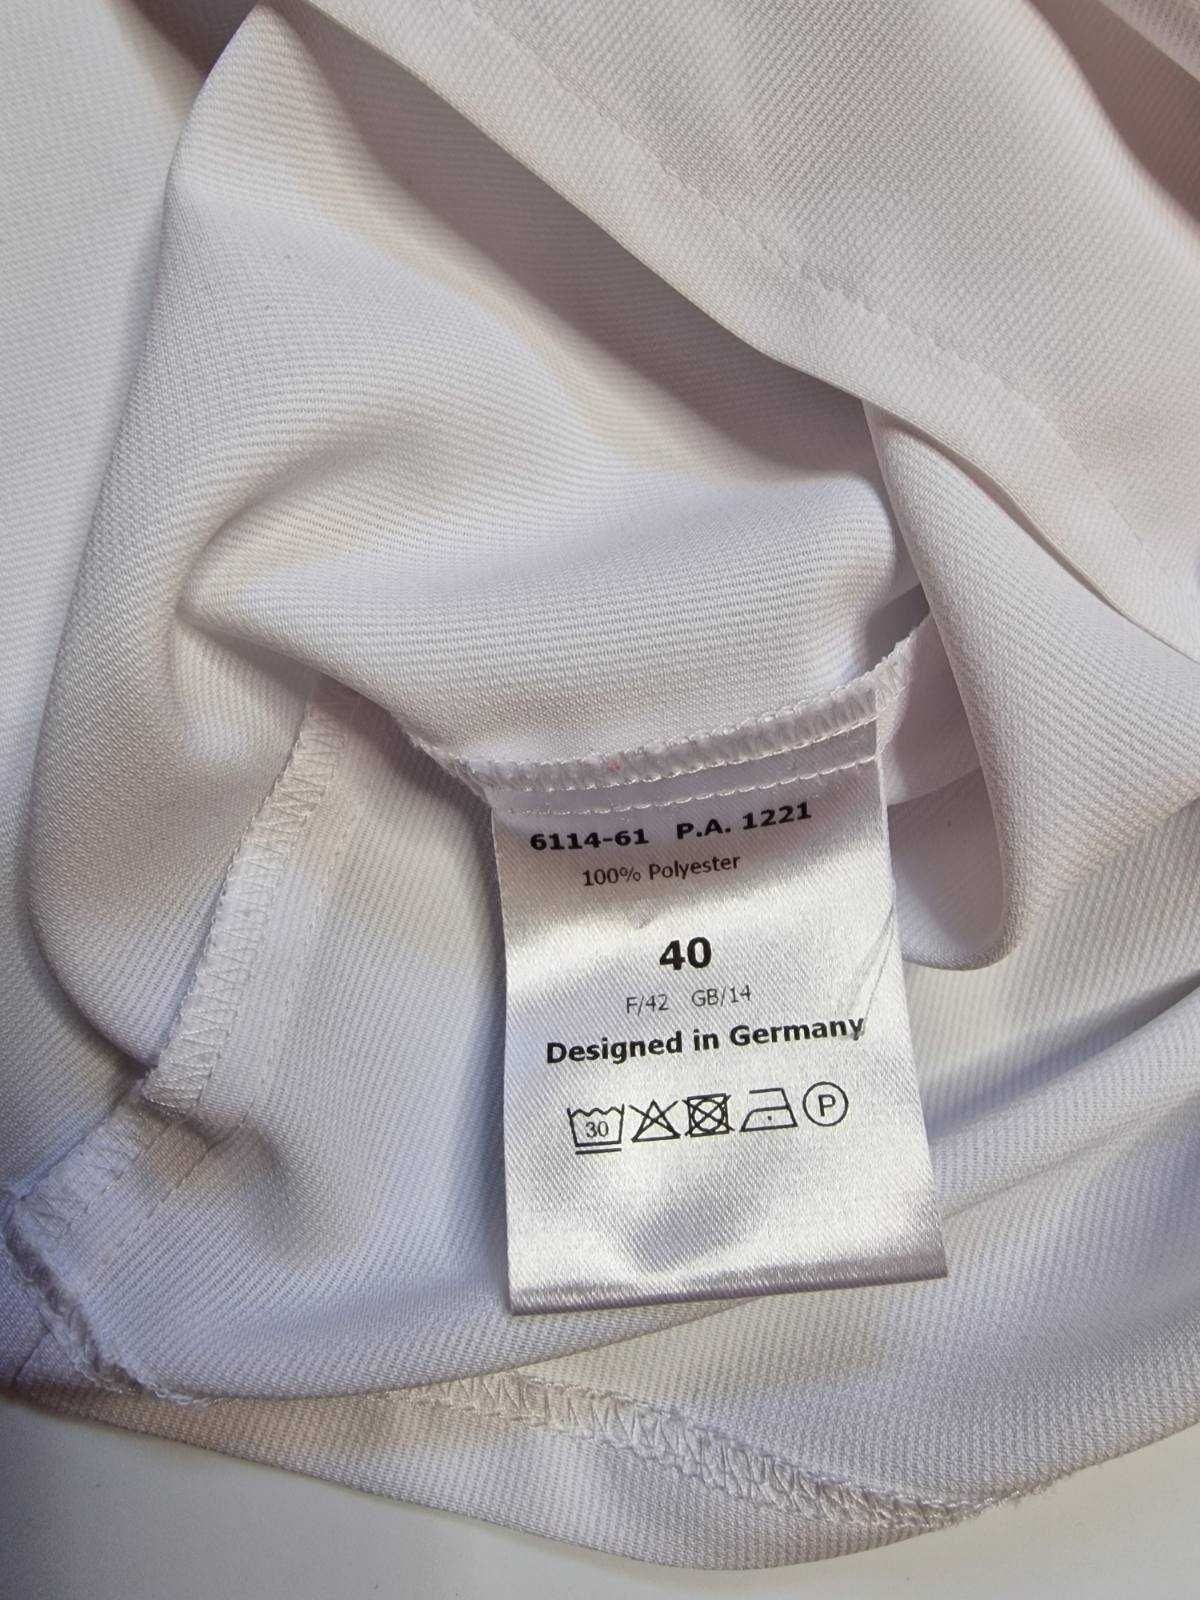 6114-61 P.A. 1221
100% Polyester
40
F/42 GB/14
Designed in Germany
30 P